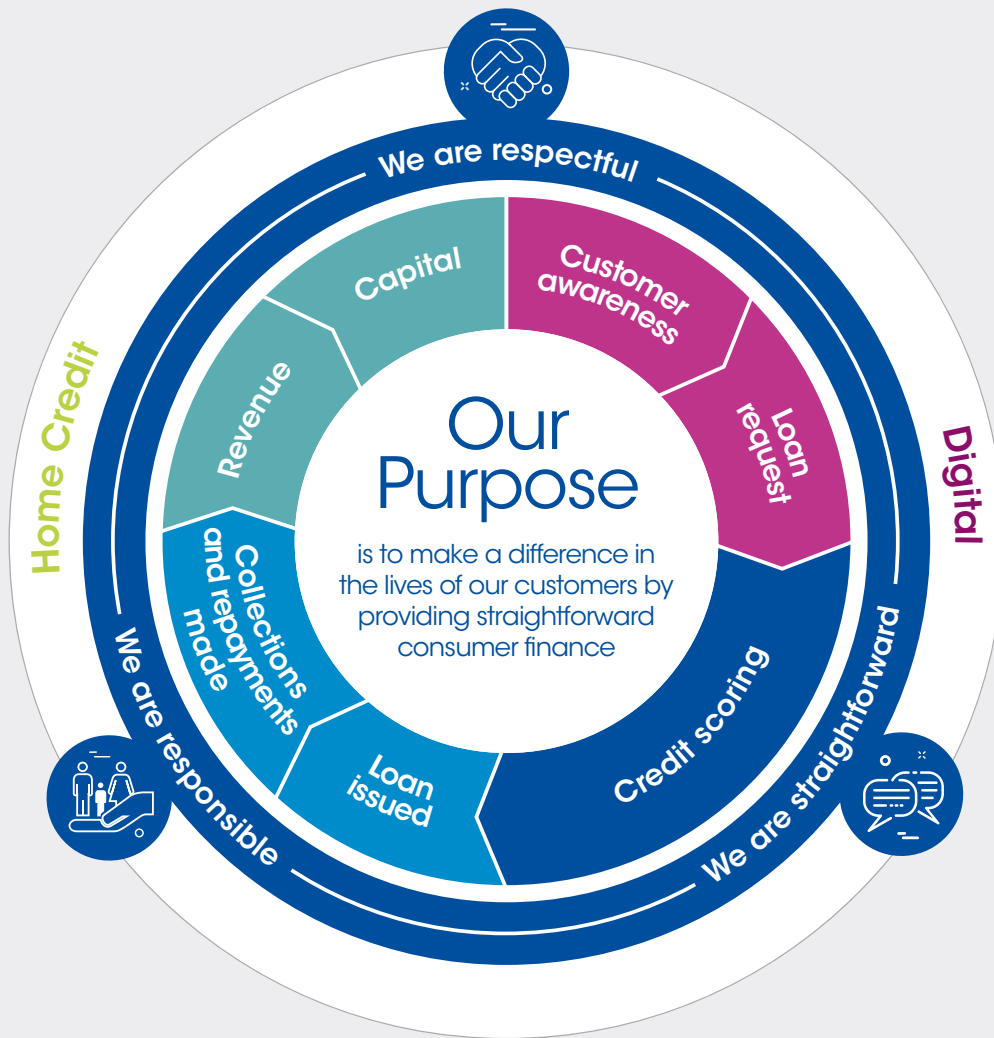 We are respectful
Capital
Customer
awareness
Revenue
Loan
request
Home Credit
Digital
Our
Purpose
is to make a difference in
the lives of our customers by
providing straightforward
consumer finance
Collections
and repayments
made
Credit scoring
Loan
issued
We are responsible
We are straightforward